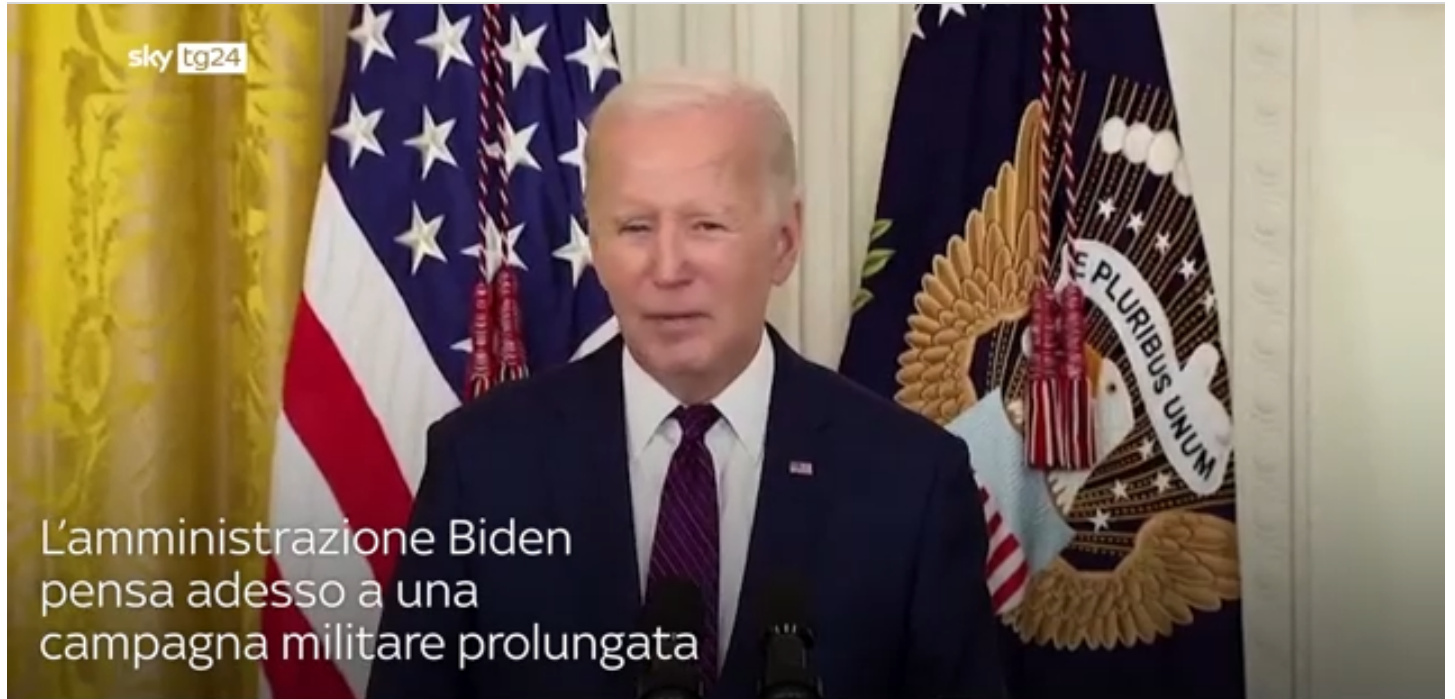 sky tg24
E PLURIBUS UNUM
L'amministrazione Biden
pensa adesso a una
campagna militare prolungata